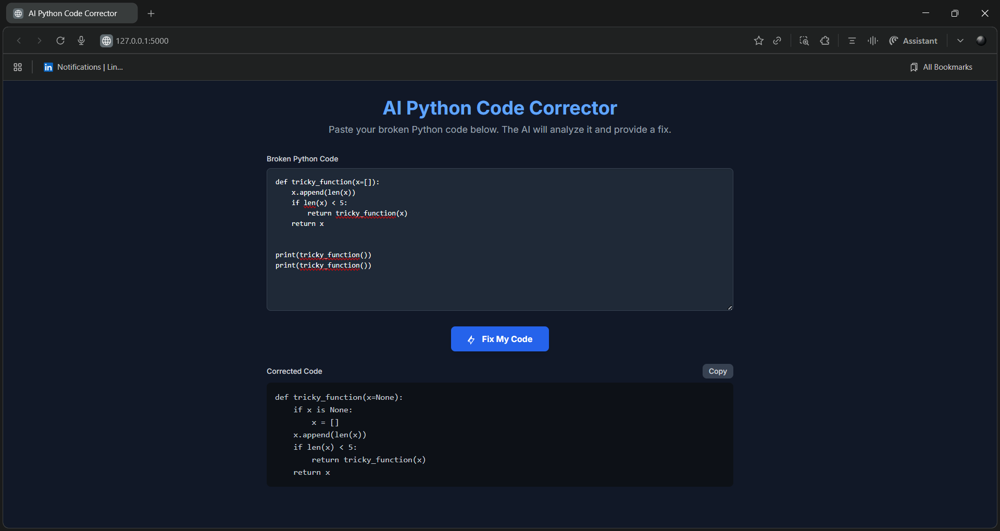 AI Python Code Corrector
127.0.0.1:5000
Assistant
in Notifications | Lin...
All Bookmarks
AI Python Code Corrector
Paste your broken Python code below. The AI will analyze it and provide a fix.
Broken Python Code
def tricky_function(x=[]):
    x.append(len(x))
    if len(x) < 5:
        return tricky_function(x)
    return x
print(tricky_function())
print(tricky_function())
Fix My Code
Corrected Code
Copy
def tricky_function(x=None):
    if x is None:
        x = []
    x.append(len(x))
    if len(x) < 5:
        return tricky_function(x)
    return x